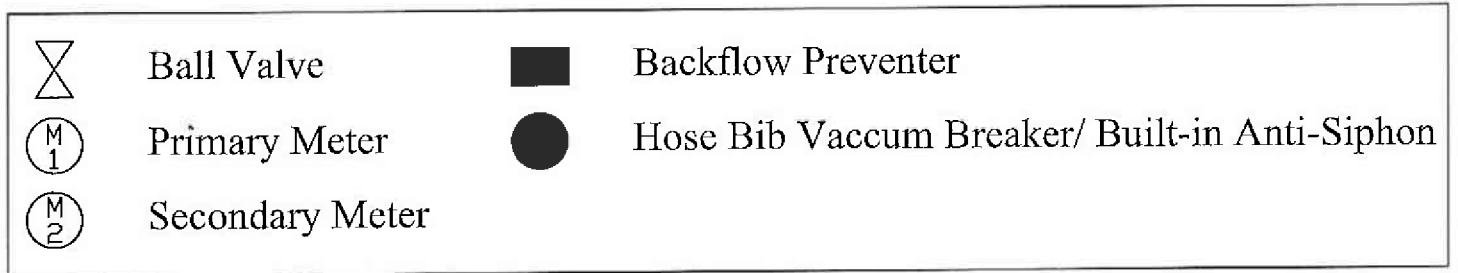 Ball Valve
Backflow Preventer
M
1
Primary Meter
Hose Bib Vaccum Breaker/ Built-in Anti-Siphon
M
2
Secondary Meter